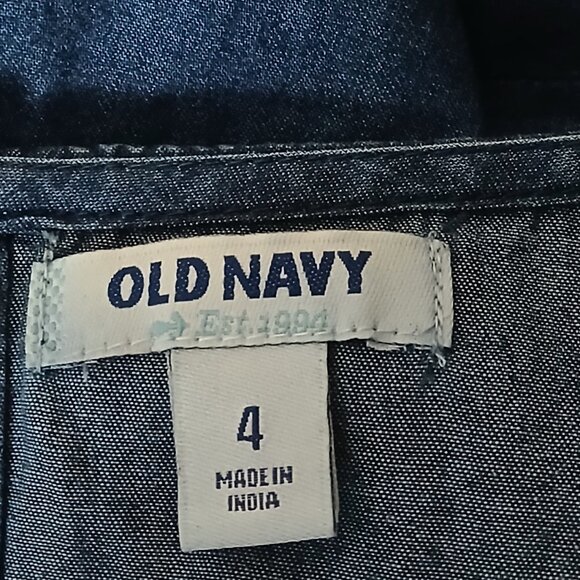 OLD NAVY
Est. 1994
4
MADE IN
INDIA